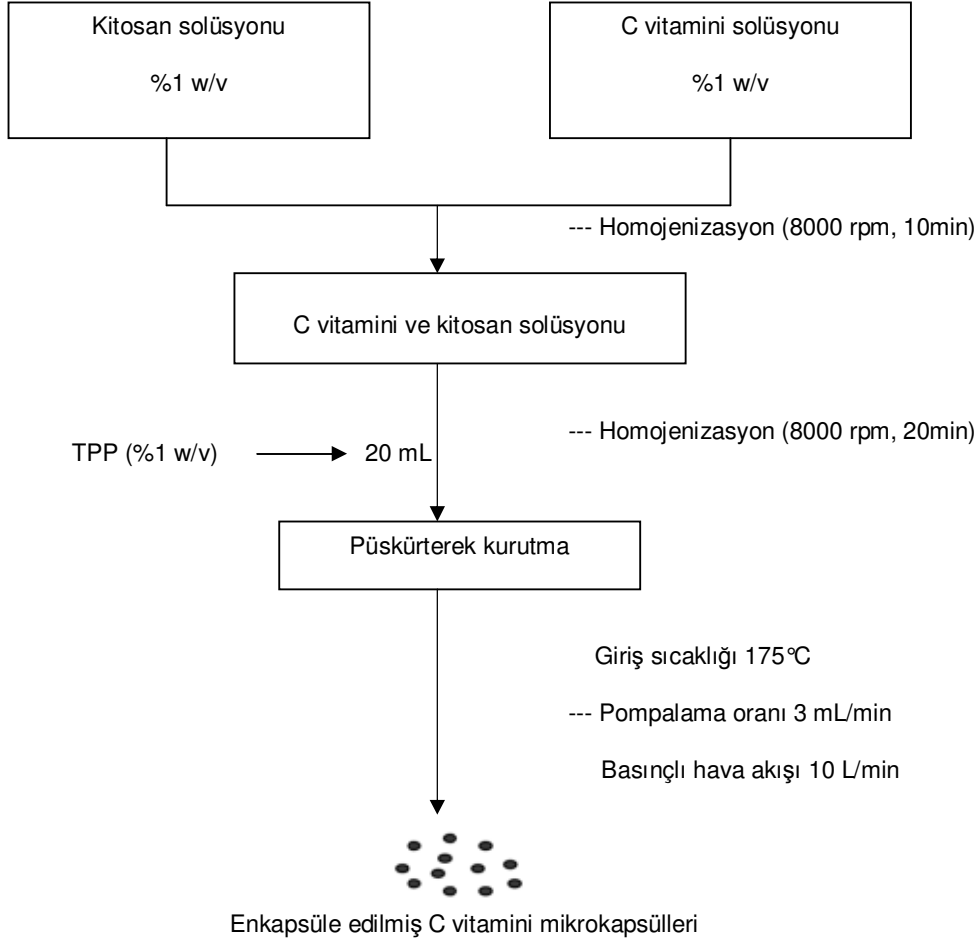 Kitosan solüsyonu
%1 w/v
C vitamini solüsyonu
%1 w/v
--- Homojenizasyon (8000 rpm, 10min)
C vitamini ve kitosan solüsyonu
--- Homojenizasyon (8000 rpm, 20min)
TPP (%1 w/v)
20 mL
Püskürterek kurutma
Giriş sıcaklığı 175°C
--- Pompalama oranı 3 mL/min
Basınçlı hava akışı 10 L/min
Enkapsüle edilmiş C vitamini mikrokapsülleri